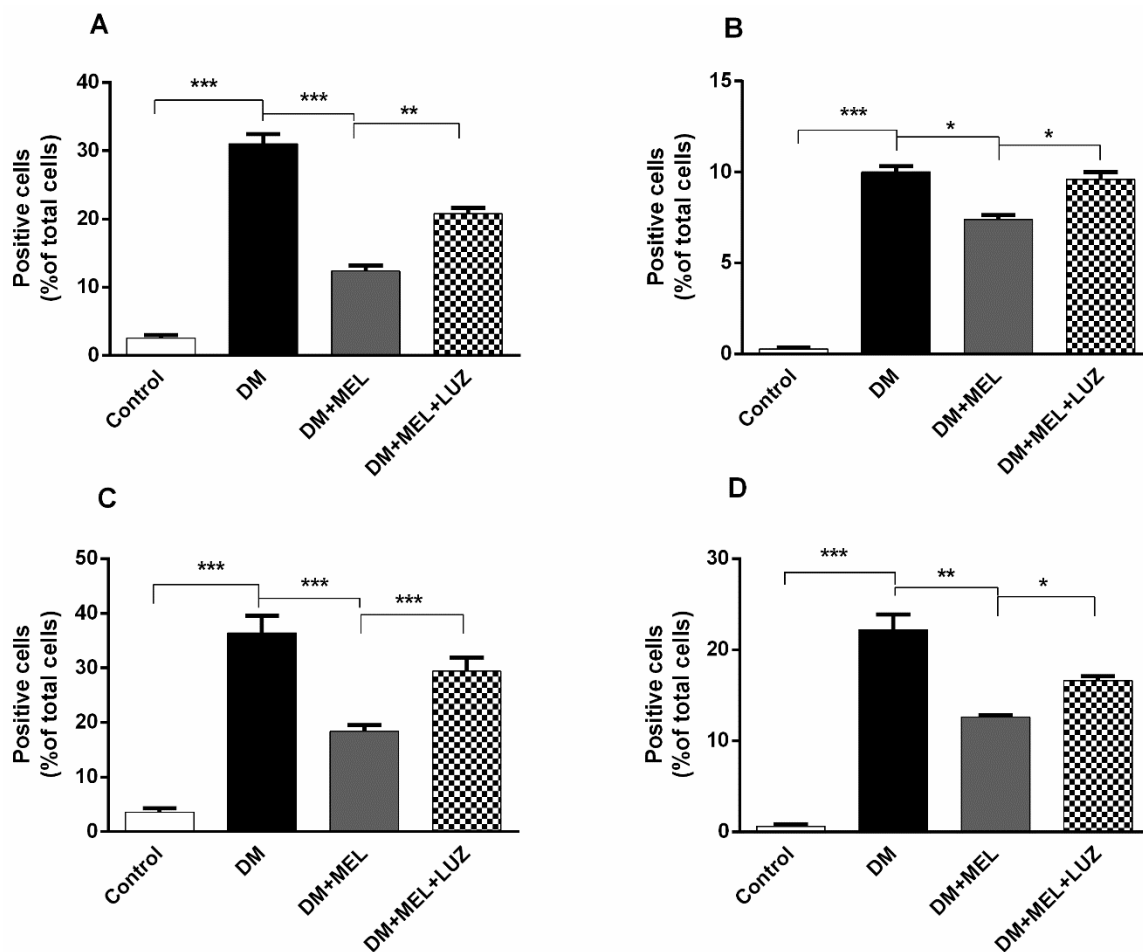 A
Positive cells
(%of total cells)
40
30
20
10
0
***
***
**
Control
DM
DM+MEL
DM+MEL+LUZ
B
Positive cells
(%of total cells)
15
10
5
0
***
*
*
Control
DM
DM+MEL
DM+MEL+LUZ
C
Positive cells
(%of total cells)
50
40
30
20
10
0
***
***
***
Control
DM
DM+MEL
DM+MEL+LUZ
D
Positive cells
(%of total cells)
30
20
10
0
***
**
*
Control
DM
DM+MEL
DM+MEL+LUZ